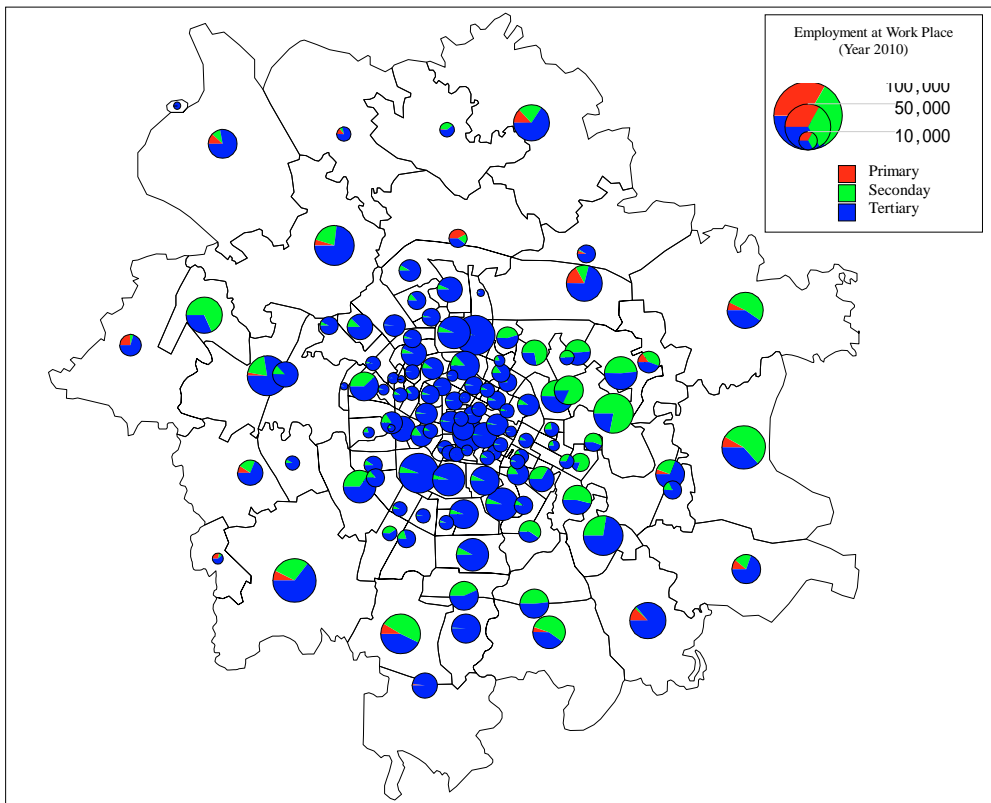 Employment at Work Place
(Year 2010)
100,000
50,000
10,000
Primary
Seconday
Tertiary